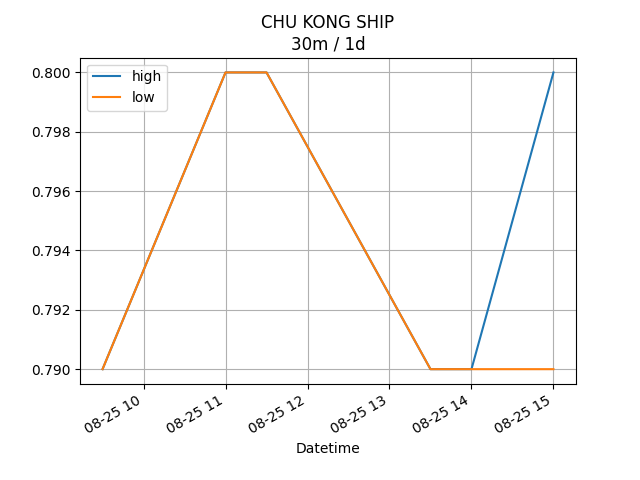 CHU KONG SHIP
30m / 1d
high
low
0.800
0.798
0.796
0.794
0.792
0.790
08-25 10
08-25 11
08-25 12
08-25 13
08-25 14
08-25 15
Datetime